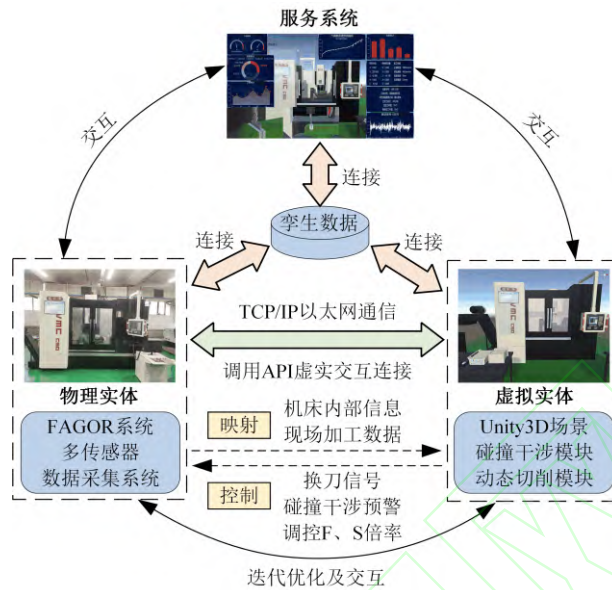 服务系统
交互
交互
连接
孪生数据
连接
连接
TCP/IP以太网通信
调用API虚实交互连接
物理实体
虚拟实体
FAGOR系统
多传感器
数据采集系统
映射
机床内部信息
现场加工数据
Unity3D场景
碰撞干涉模块
动态切削模块
控制
换刀信号
碰撞干涉预警
调控F、S倍率
迭代优化及交互